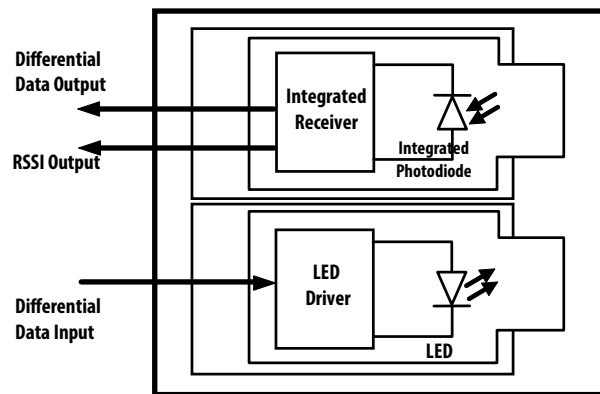 Differential
Data Output
Integrated
Receiver
RSSI Output
Integrated
Photodiode
LED
Driver
Differential
Data Input
LED